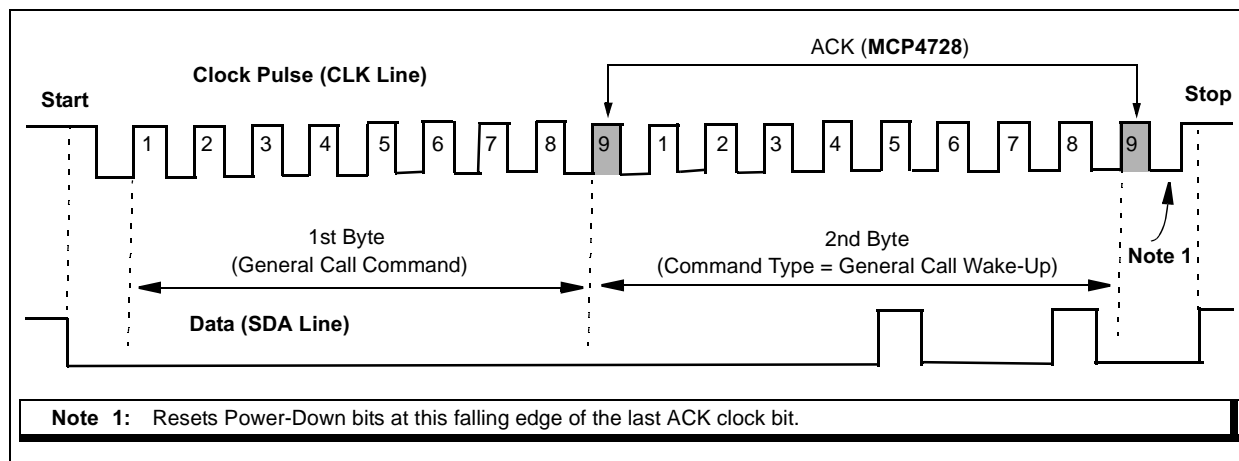 ACK (MCP4728)
Clock Pulse (CLK Line)
Start
Stop
1 2 3 4 5 6 7 8 9 1 2 3 4 5 6 7 8 9
1st Byte
(General Call Command)
2nd Byte
(Command Type = General Call Wake-Up)
Note 1
Data (SDA Line)
Note 1: Resets Power-Down bits at this falling edge of the last ACK clock bit.